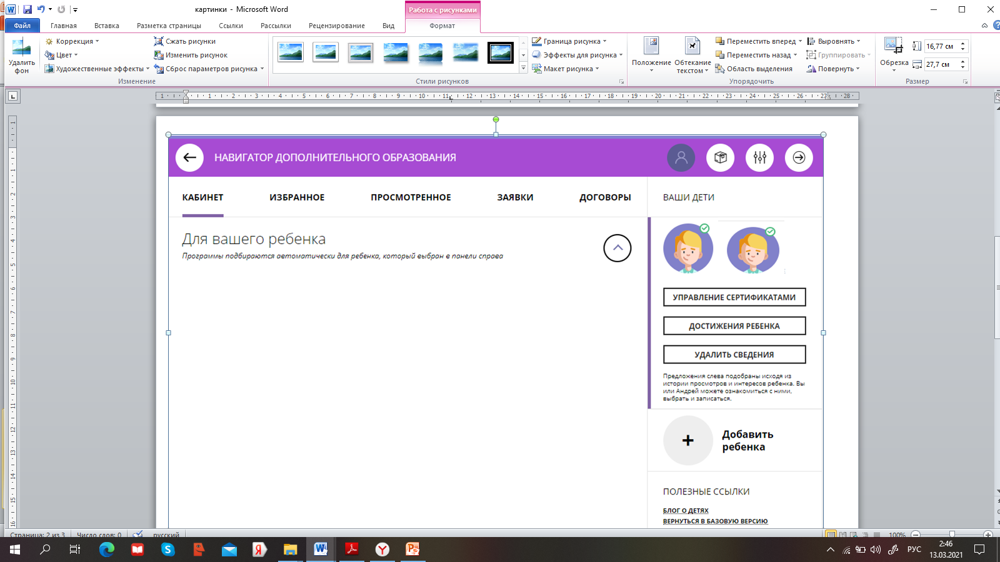 картинки - Microsoft Word
Работа с рисунками
Файл
Главная
Вставка
Разметка страницы
Ссылки
Рассылки
Рецензирование
Вид
Формат
Удалить фон
Коррекция
Цвет
Художественные эффекты
Сжать рисунки
Изменить рисунок
Сброс параметров рисунка
Изменение
Стили рисунков
Граница рисунка
Эффекты для рисунка
Макет рисунка
Положение
Обтекание текстом
Переместить вперед
Переместить назад
Область выделения
Выровнять
Группировать
Повернуть
Упорядочить
Обрезка
16,77 см
27,7 см
Размер
1 1 2 3 4 5 6 7 8 9 10 11 12 13 14 15 16 17 18 19 20 21 22 23 24 25 26 27 28
НАВИГАТОР ДОПОЛНИТЕЛЬНОГО ОБРАЗОВАНИЯ
КАБИНЕТ
ИЗБРАННОЕ
ПРОСМОТРЕННОЕ
ЗАЯВКИ
ДОГОВОРЫ
ВАШИ ДЕТИ
Для вашего ребенка
Программы подбираются автоматически для ребенка, который выбран в панели справа
УПРАВЛЕНИЕ СЕРТИФИКАТАМИ
ДОСТИЖЕНИЯ РЕБЕНКА
УДАЛИТЬ СВЕДЕНИЯ
Предложения слева подобраны исходя из
истории просмотров и интересов ребенка. Вы
или Андрей можете ознакомиться с ними,
выбрать и записаться.
Добавить
ребенка
ПОЛЕЗНЫЕ ССЫЛКИ
БЛОГ О ДЕТЯХ
ВЕРНУТЬСЯ В БАЗОВУЮ ВЕРСИЮ
Страница: 2 из 3
Число слов: 0
русский
100%
РУС
2:46
13.03.2021